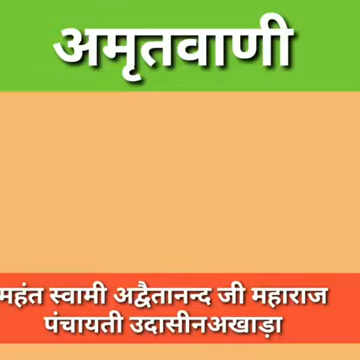 अमृतवाणी
महंत स्वामी अद्वैतानन्द जी महाराज
पंचायती उदासीनअखाड़ा